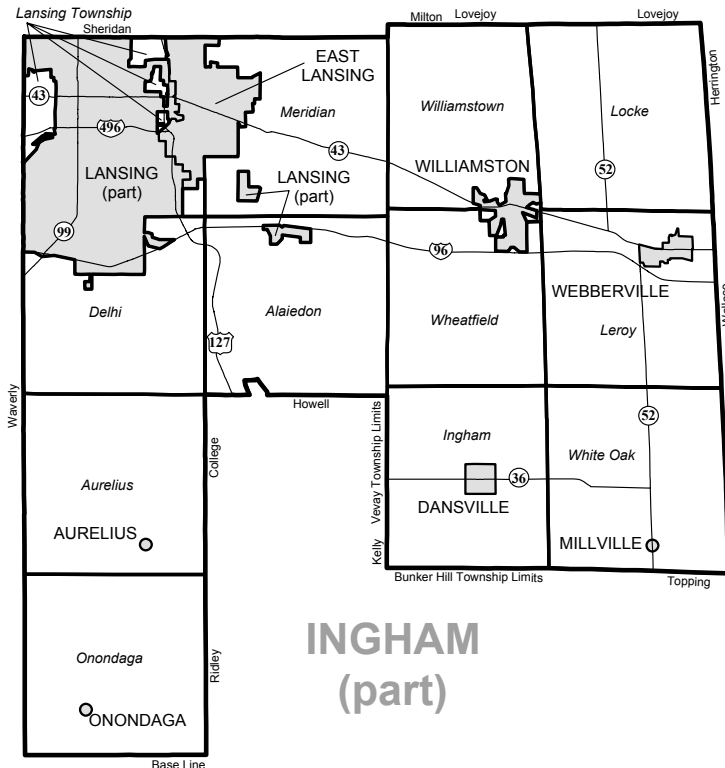 Lansing Township
Sheridan
Milton
Lovejoy
Lovejoy
Herrington
EAST
LANSING
Meridian
Williamstown
Locke
43
496
43
52
LANSING
(part)
LANSING
(part)
WILLIAMSTON
99
96
WEBBERVILLE
Wallace
Delhi
Alaiedon
Wheatfield
Leroy
127
Waverly
Howell
College
Vevay Township Limits
Kelly
52
Ingham
White Oak
Aurelius
36
DANSVILLE
AURELIUS
MILLVILLE
Bunker Hill Township Limits
Topping
INGHAM
(part)
Onondaga
Ridley
ONONDAGA
Base Line